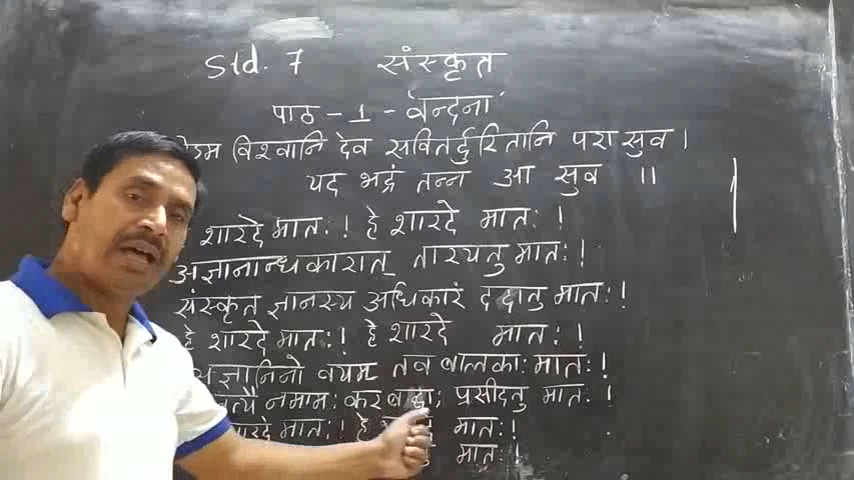 Std. 7 संस्कृत
पाठ - 1 - वन्दना
विश्वानि देव सवितर्दुरितानि परा सुव ।
यद भद्रं तन्न आ सुव ॥
शारदे मातः ! हे शारदे मातः !
अज्ञानान्धकारात् तारयतु मातः !
संस्कृत ज्ञानस्य अधिकारं ददातु मातः !
हे शारदे मातः ! हे शारदे मातः !
वयम तव बालकाः मातः !
नमामः करबद्धाः प्रसीदतु मातः !
शारदे मातः ! हे मातः !
मातः !